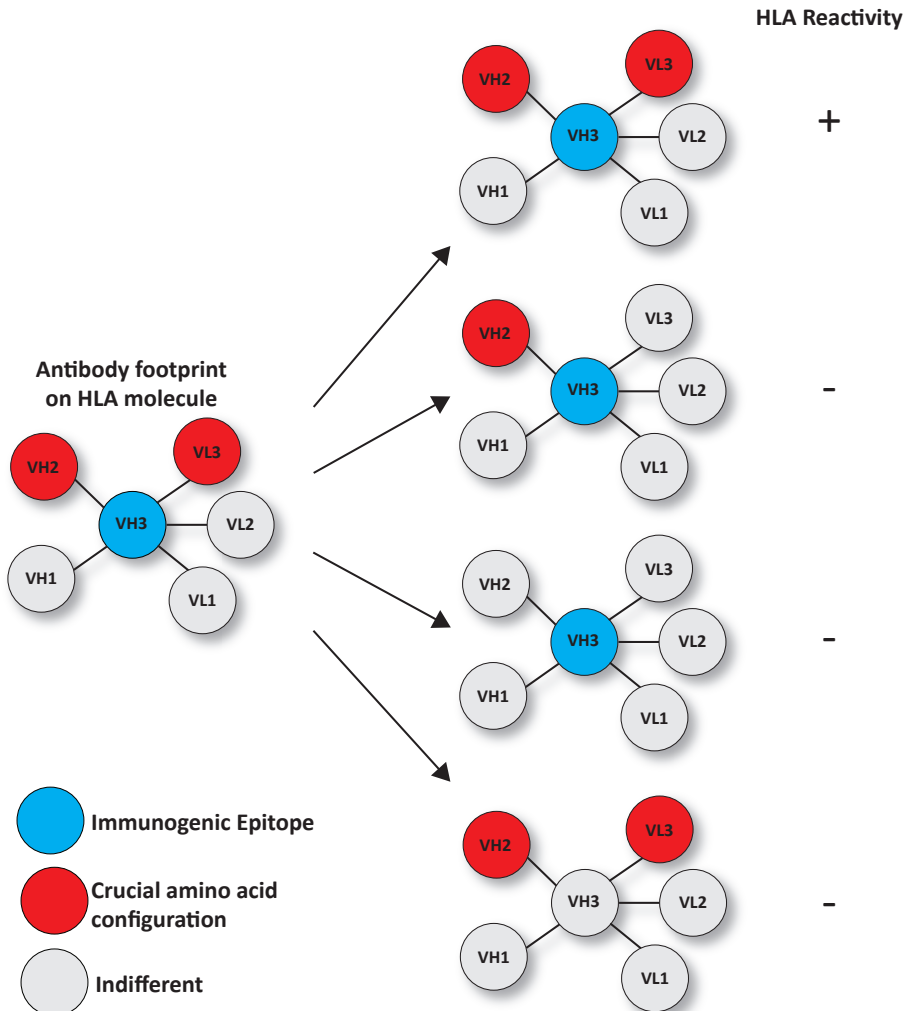 HLA Reactivity
VH2
VL3
VH3
VL2
VH1
VL1
+
VL3
VH2
VH3
VL2
VH1
VL1
-
Antibody footprint
on HLA molecule
VH2
VL3
VH3
VL2
VH1
VL1
VH2
VL3
VH3
VL2
VH1
VL1
-
Immunogenic Epitope
Crucial amino acid
configuration
Indifferent
VH2
VL3
VH3
VL2
VH1
VL1
-